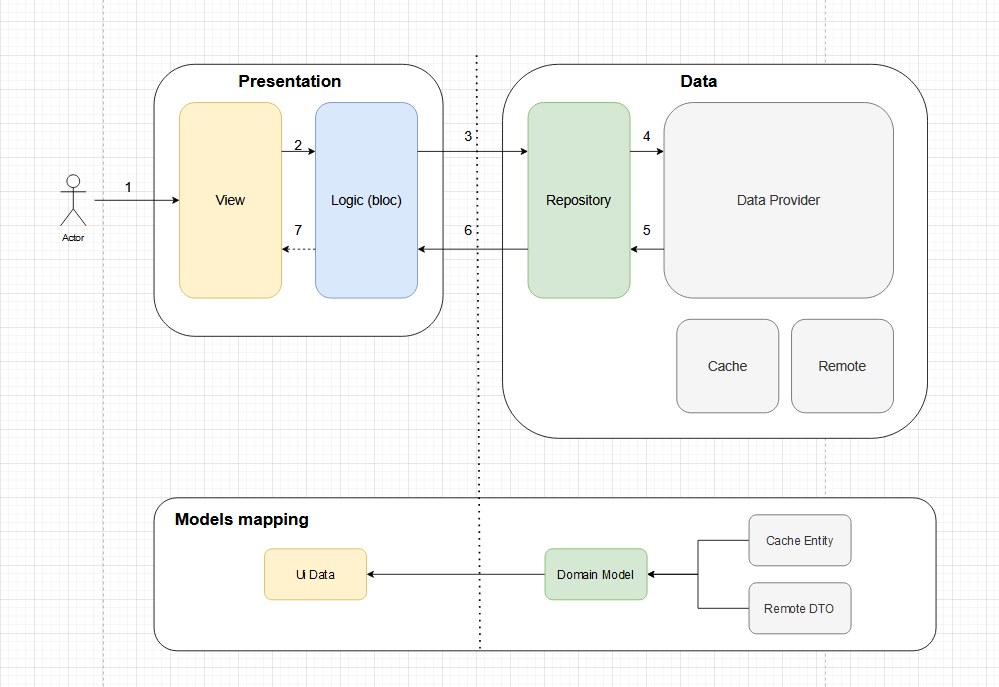 Presentation
Data
View
Logic (bloc)
Repository
Data Provider
1
2
3
4
5
6
7
Actor
Cache
Remote
Models mapping
Ui Data
Domain Model
Cache Entity
Remote DTO